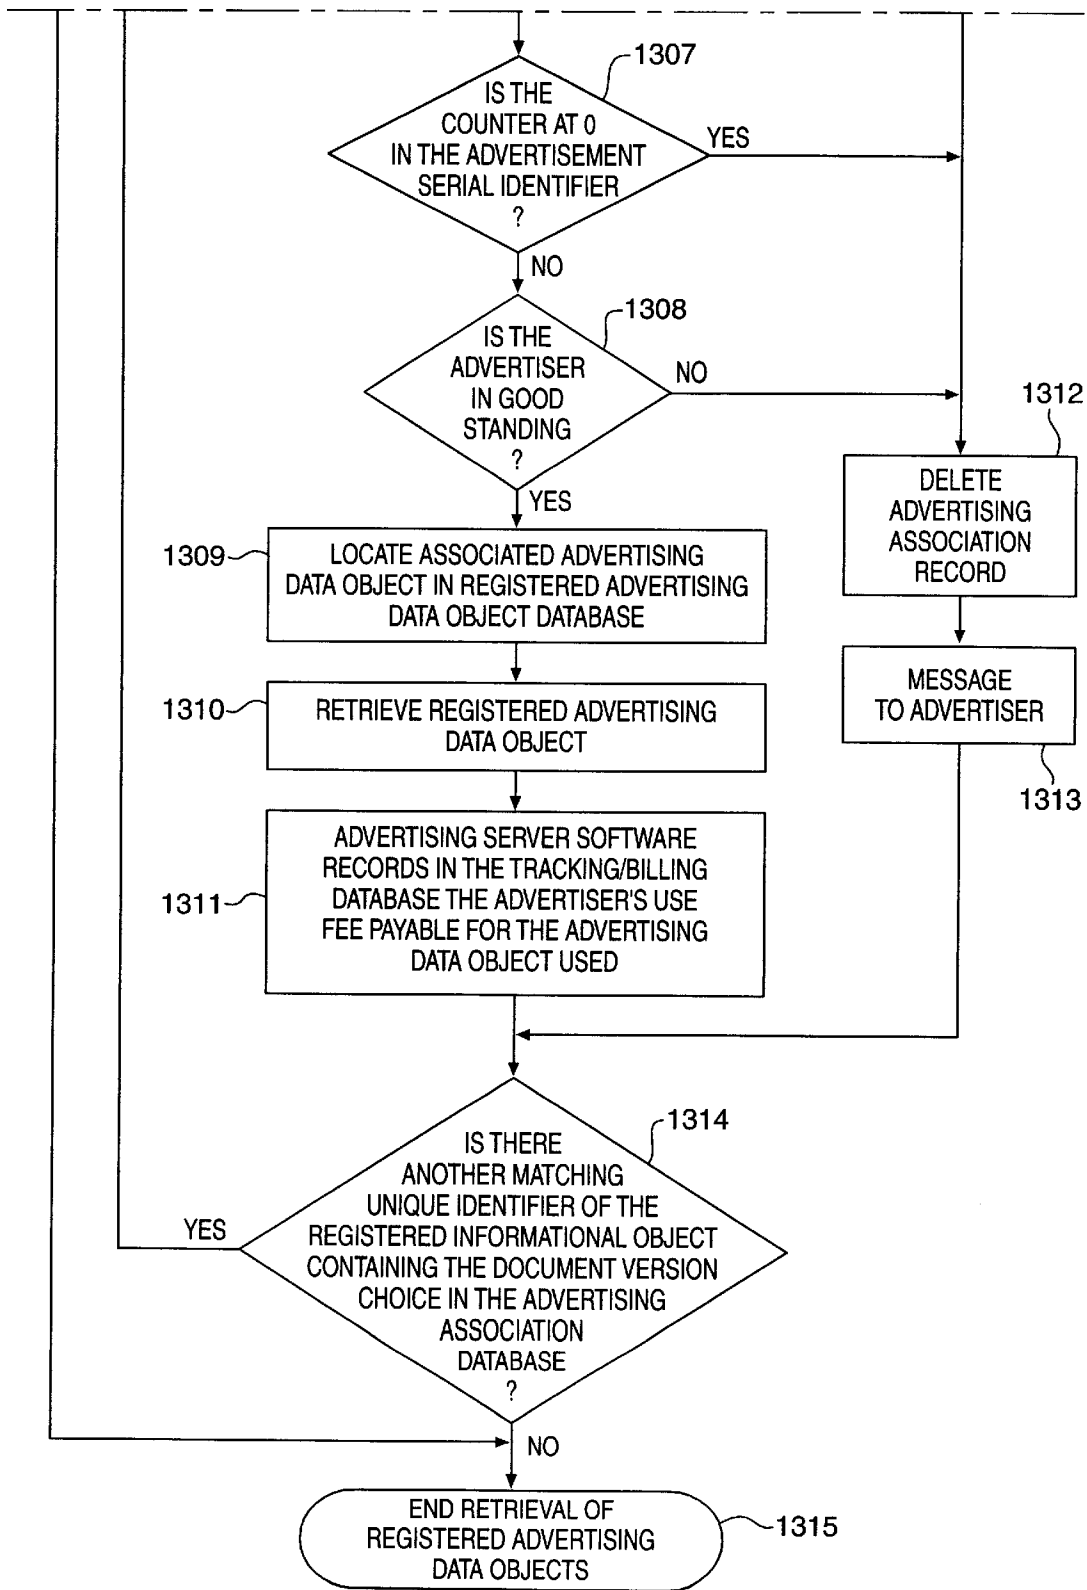 1307
IS THE
COUNTER AT 0
IN THE ADVERTISEMENT
SERIAL IDENTIFIER
?
YES
NO
1308
IS THE
ADVERTISER
IN GOOD
STANDING
?
NO
YES
1312
DELETE
ADVERTISING
ASSOCIATION
RECORD
1309
LOCATE ASSOCIATED ADVERTISING
DATA OBJECT IN REGISTERED ADVERTISING
DATA OBJECT DATABASE
MESSAGE
TO ADVERTISER
1313
1310
RETRIEVE REGISTERED ADVERTISING
DATA OBJECT
1311
ADVERTISING SERVER SOFTWARE
RECORDS IN THE TRACKING/BILLING
DATABASE THE ADVERTISER'S USE
FEE PAYABLE FOR THE ADVERTISING
DATA OBJECT USED
1314
IS THERE
ANOTHER MATCHING
UNIQUE IDENTIFIER OF THE
REGISTERED INFORMATIONAL OBJECT
CONTAINING THE DOCUMENT VERSION
CHOICE IN THE ADVERTISING
ASSOCIATION
DATABASE
?
YES
NO
END RETRIEVAL OF
REGISTERED ADVERTISING
DATA OBJECTS
1315